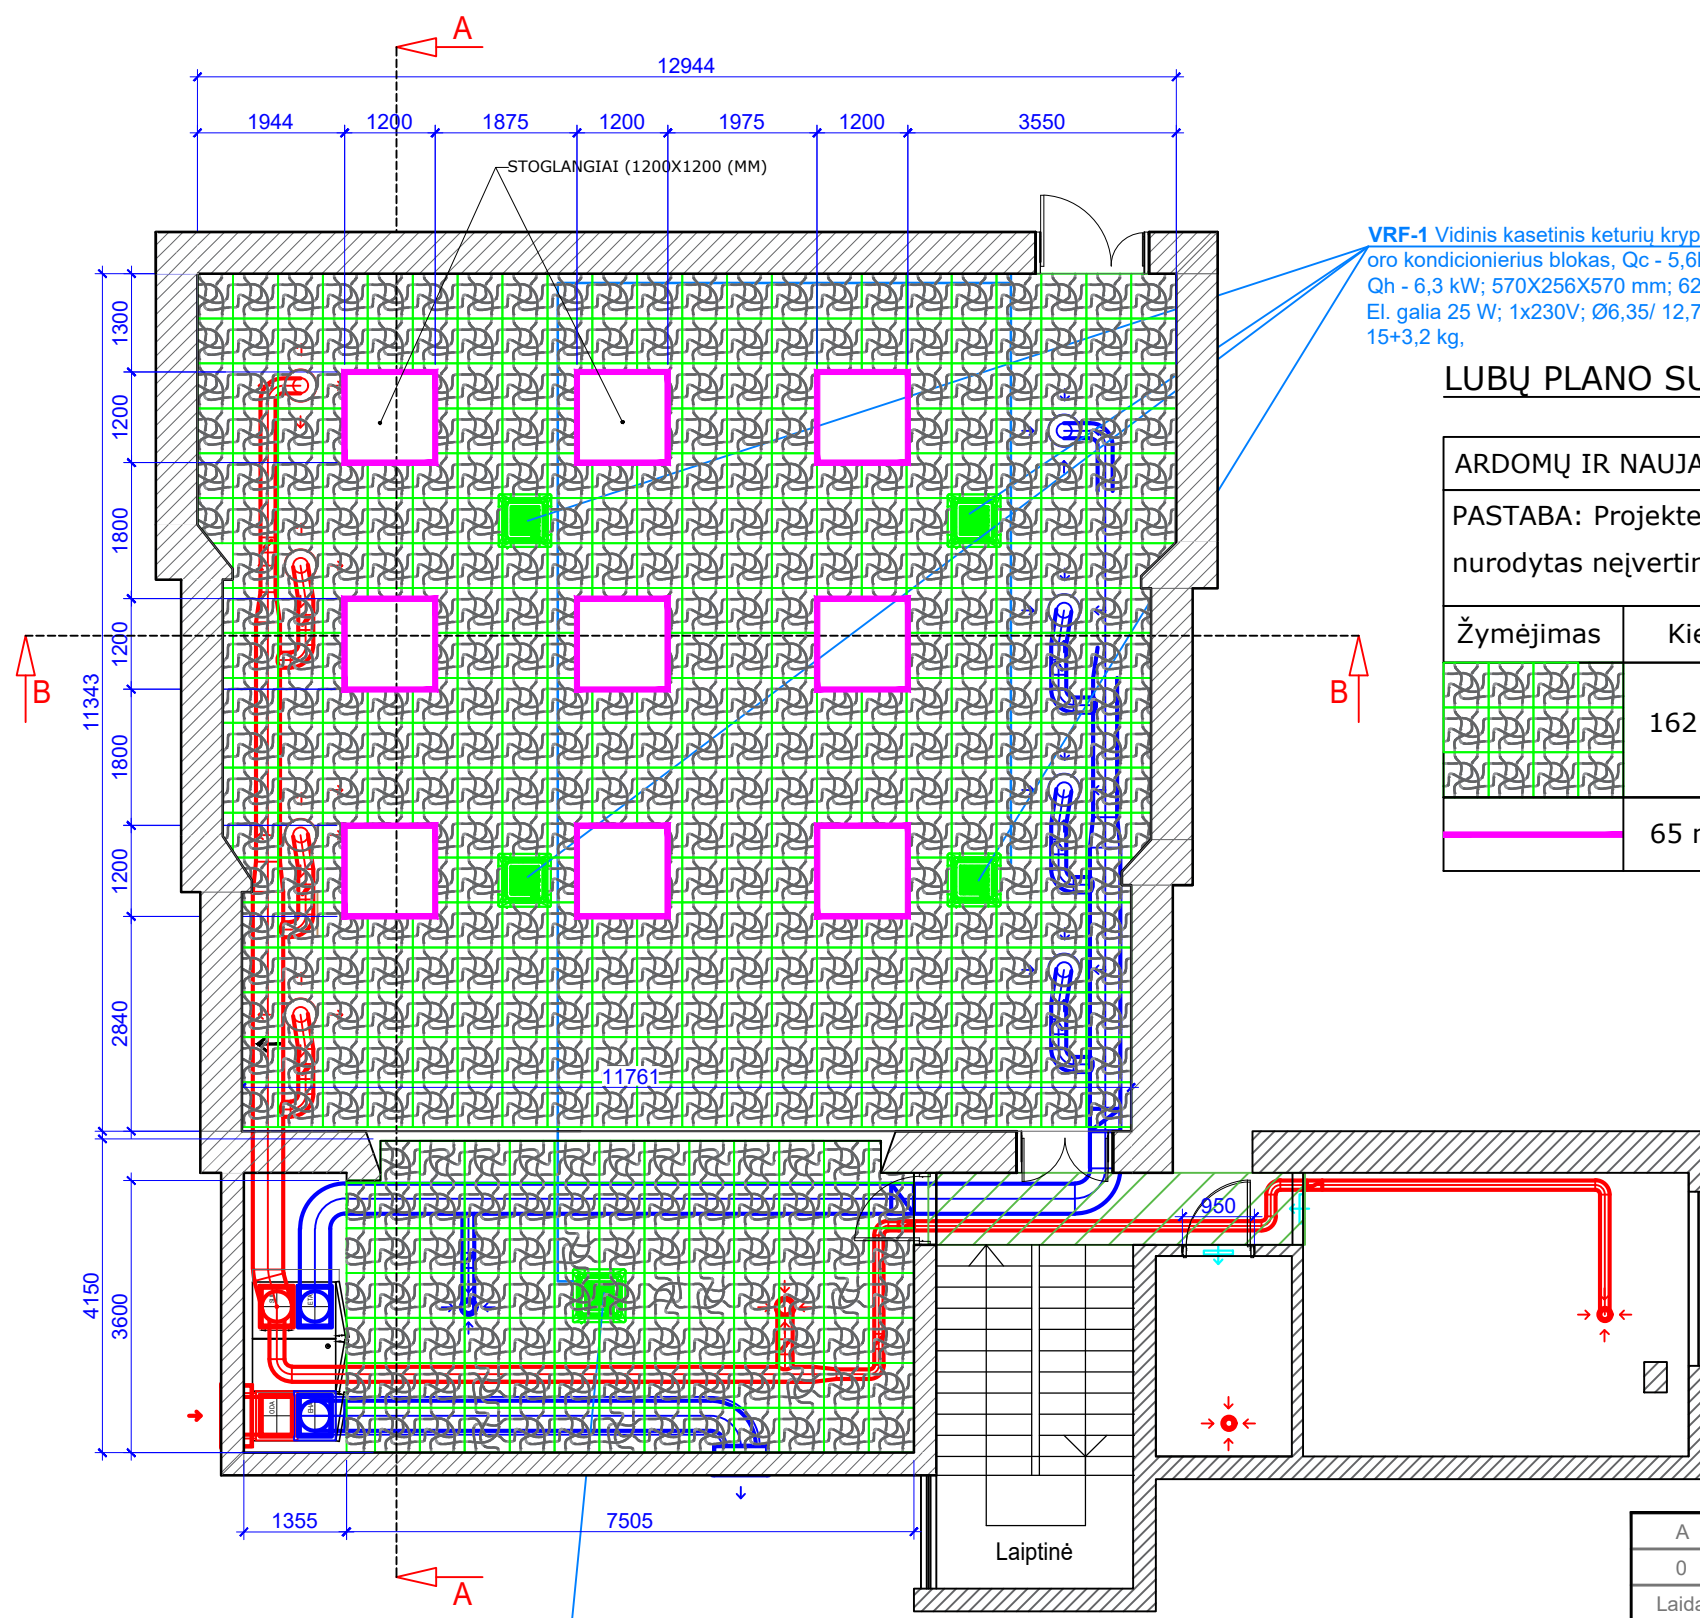 A
12944
1944
1200
1875
1200
1975
1200
3550
STOGLANGIAI (1200X1200 (MM)
VRF-1 Vidinis kasetinis keturių kryp
oro kondicionierius blokas, Qc - 5,6
Qh - 6,3 kW; 570X256X570 mm; 62
El. galia 25 W; 1x230V; Ø6,35/ 12,7
15+3,2 kg,
LUBŲ PLANO SU
ARDOMŲ IR NAUJA
PASTABA: Projekte
nurodytas neįvertin
Žymėjimas
Kie
162
65
1300
1200
1800
1200
1800
1200
2840
11343
B
B
11761
950
4150
3600
1355
7505
Laiptinė
A
A
0
Laida